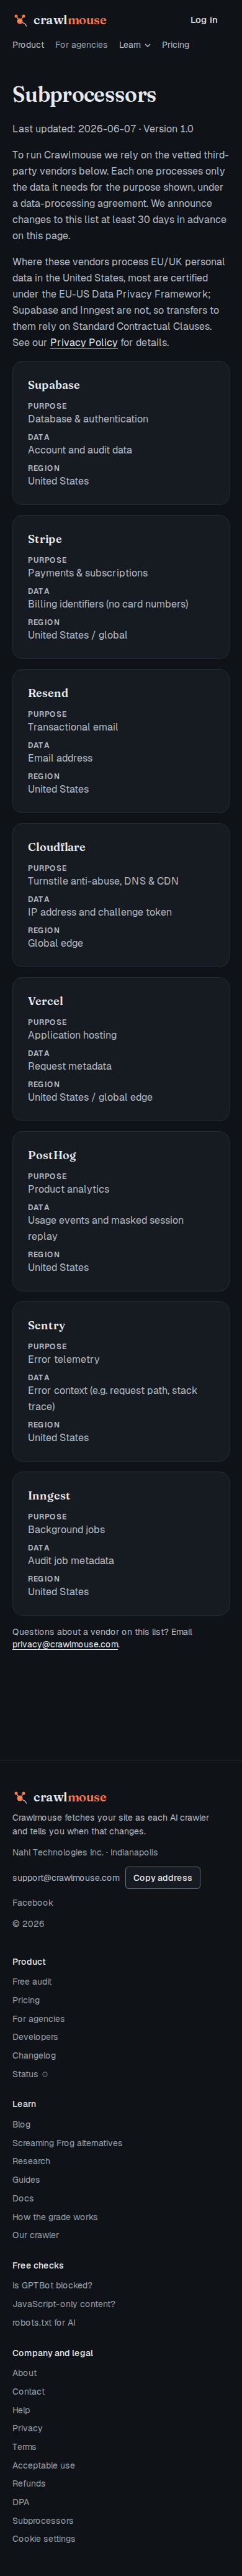 crawlmouse
Log in
Product For agencies Learn Pricing
Subprocessors
Last updated: 2026-06-07 · Version 1.0
To run Crawlmouse we rely on the vetted third-
party vendors below. Each one processes only
the data it needs for the purpose shown, under
a data-processing agreement. We announce
changes to this list at least 30 days in advance
on this page.
Where these vendors process EU/UK personal
data in the United States, most are certified
under the EU-US Data Privacy Framework;
Supabase and Inngest are not, so transfers to
them rely on Standard Contractual Clauses.
See our Privacy Policy for details.
Supabase
PURPOSE
Database & authentication
DATA
Account and audit data
REGION
United States
Stripe
PURPOSE
Payments & subscriptions
DATA
Billing identifiers (no card numbers)
REGION
United States / global
Resend
PURPOSE
Transactional email
DATA
Email address
REGION
United States
Cloudflare
PURPOSE
Turnstile anti-abuse, DNS & CDN
DATA
IP address and challenge token
REGION
Global edge
Vercel
PURPOSE
Application hosting
DATA
Request metadata
REGION
United States / global edge
PostHog
PURPOSE
Product analytics
DATA
Usage events and masked session
replay
REGION
United States
Sentry
PURPOSE
Error telemetry
DATA
Error context (e.g. request path, stack
trace)
REGION
United States
Inngest
PURPOSE
Background jobs
DATA
Audit job metadata
REGION
United States
Questions about a vendor on this list? Email
privacy@crawlmouse.com.
crawlmouse
Crawlmouse fetches your site as each AI crawler
and tells you when that changes.
Nahl Technologies Inc. · Indianapolis
support@crawlmouse.com Copy address
Facebook
© 2026
Product
Free audit
Pricing
For agencies
Developers
Changelog
Status
Learn
Blog
Screaming Frog alternatives
Research
Guides
Docs
How the grade works
Our crawler
Free checks
Is GPTBot blocked?
JavaScript-only content?
robots.txt for AI
Company and legal
About
Contact
Help
Privacy
Terms
Acceptable use
Refunds
DPA
Subprocessors
Cookie settings